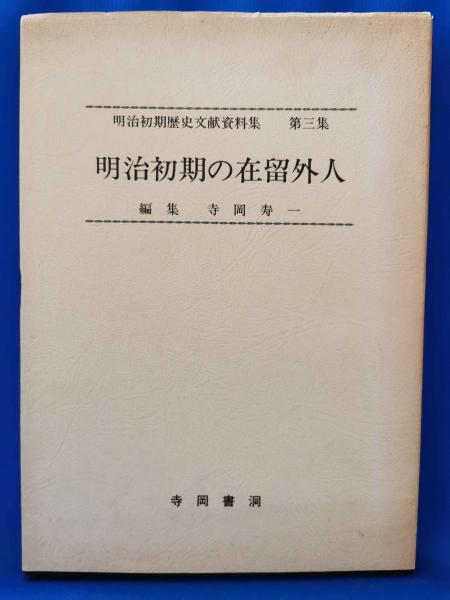 明治初期歴史文献資料集　第三集
明治初期の在留外人
編集　寺岡寿一
寺岡書洞